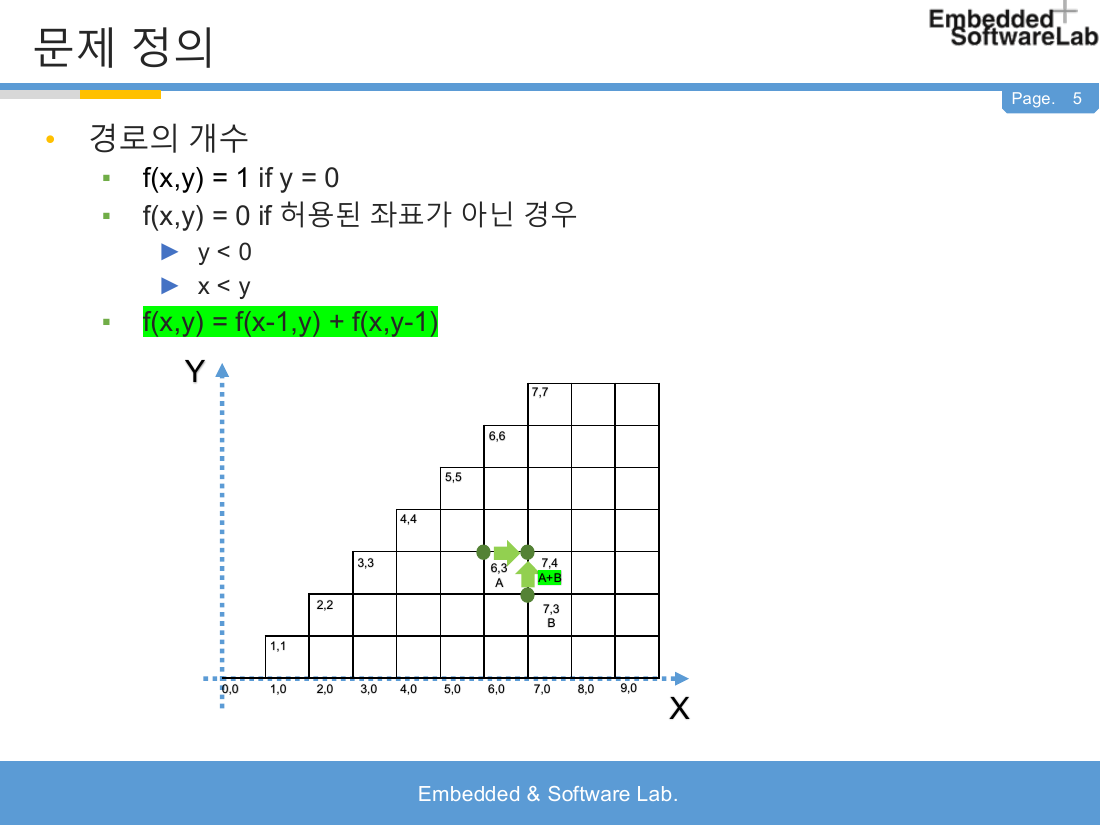 문제 정의
Embedded
SoftwareLab
Page. 5
• 경로의 개수
▪ f(x,y) = 1 if y = 0
▪ f(x,y) = 0 if 허용된 좌표가 아닌 경우
► y < 0
► x < y
▪ f(x,y) = f(x-1,y) + f(x,y-1)
Y
7,7
6,6
5,5
4,4
3,3
6,3
A
7,4
A+B
2,2
7,3
B
1,1
0,0 1,0 2,0 3,0 4,0 5,0 6,0 7,0 8,0 9,0
X
Embedded & Software Lab.